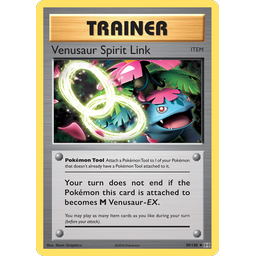 TRAINER
Venusaur Spirit Link
ITEM
Pokémon Tool Attach a Pokémon Tool to 1 of your Pokémon
that doesn't already have a Pokémon Tool attached to it.
Your turn does not end if the
Pokémon this card is attached to
becomes M Venusaur-EX.
You may play as many Item cards as you like during your turn
(before your attack).